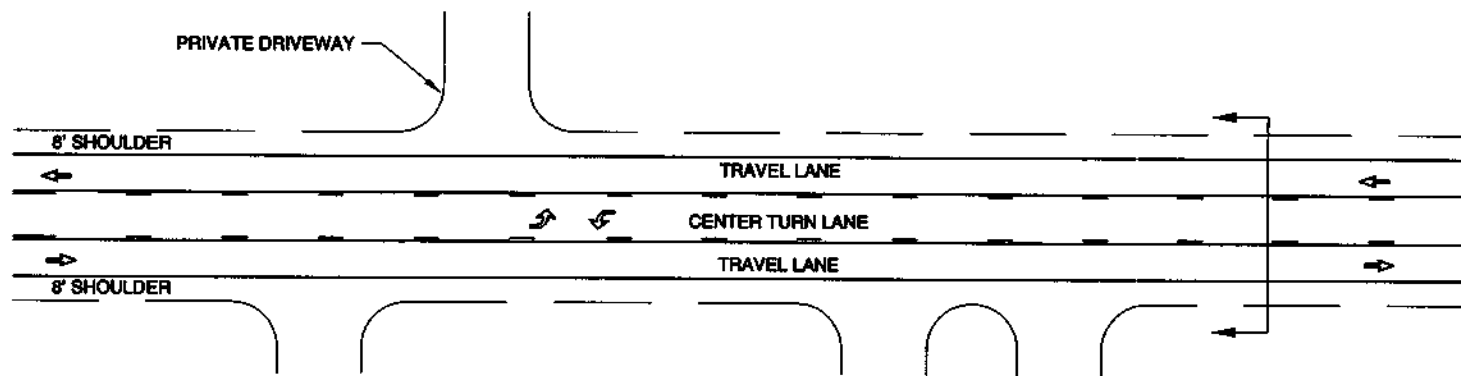 PRIVATE DRIVEWAY
8' SHOULDER
TRAVEL LANE
CENTER TURN LANE
TRAVEL LANE
8' SHOULDER